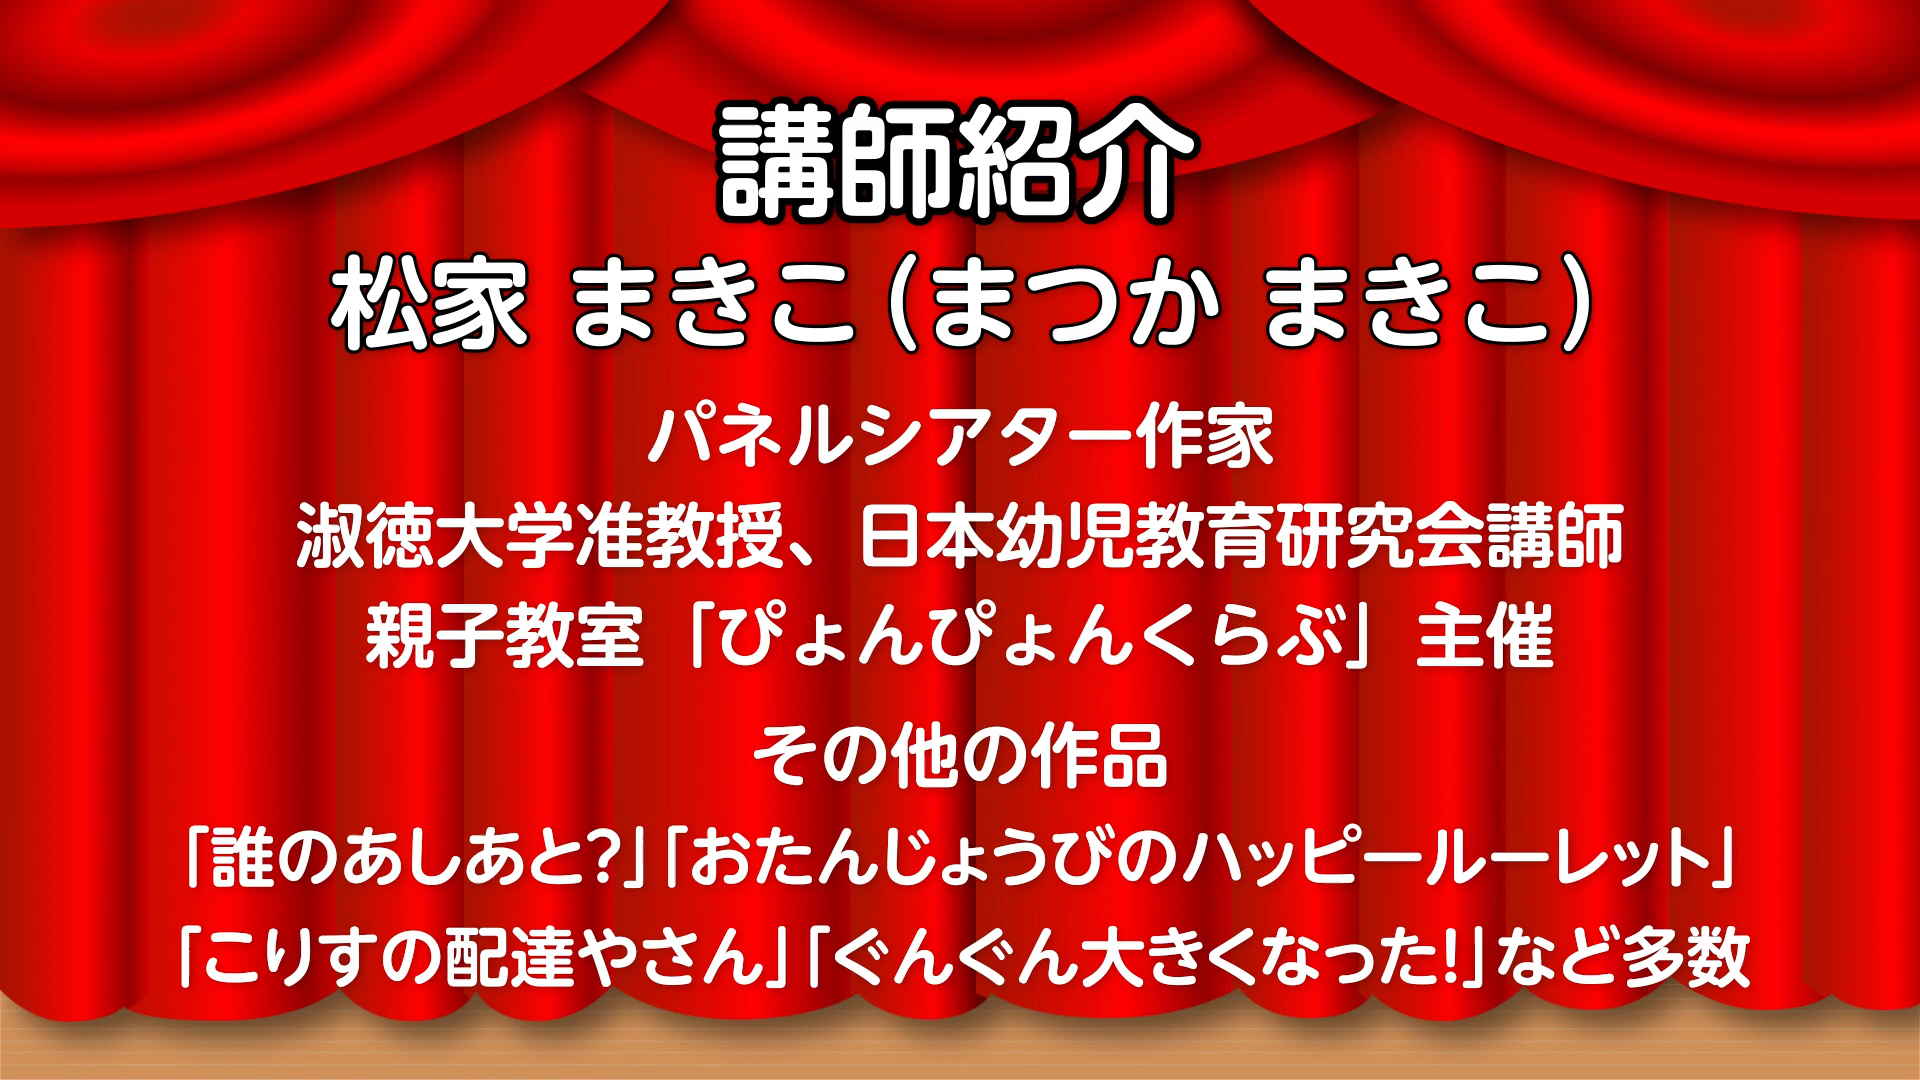 講師紹介
松家 まきこ（まつか まきこ）
パネルシアター作家
淑徳大学准教授、日本幼児教育研究会講師
親子教室「ぴょんぴょんくらぶ」主催
その他の作品
「誰のあしあと?」「おたんじょうびのハッピールーレット」
「こりすの配達やさん」「ぐんぐん大きくなった!」など多数